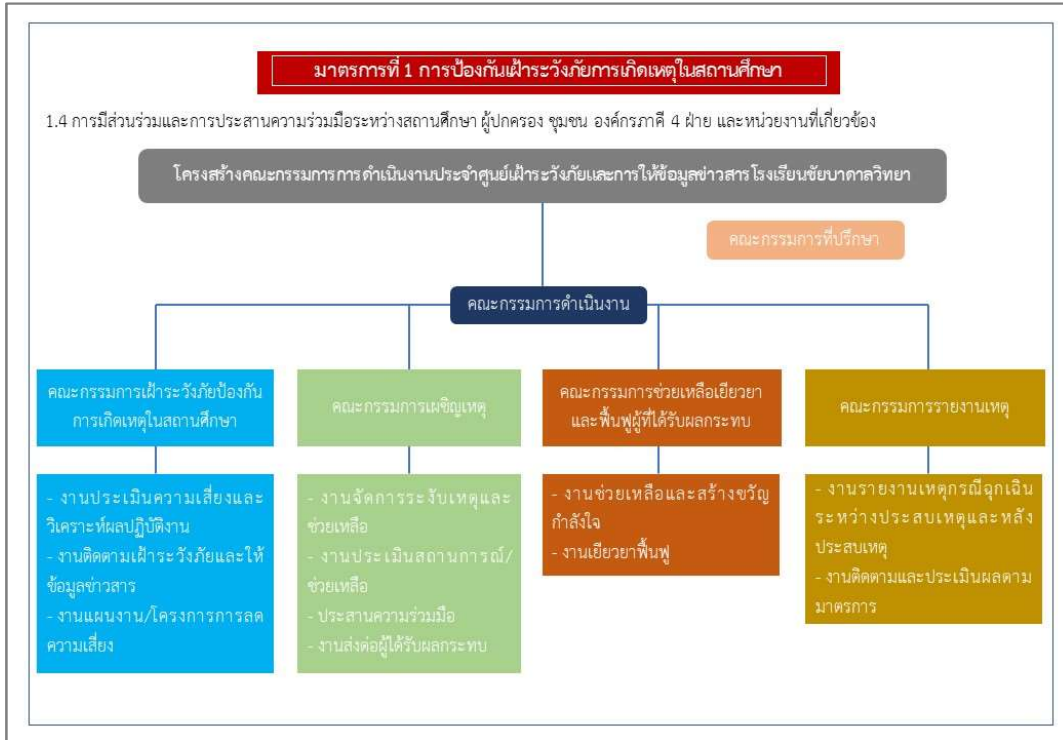 มาตรการที่ 1 การป้องกันเฝ้าระวังภัยการเกิดเหตุในสถานศึกษา
1.4 การมีส่วนร่วมและการประสานความร่วมมือระหว่างสถานศึกษา ผู้ปกครอง ชุมชน องค์กรภาคี 4 ฝ่าย และหน่วยงานที่เกี่ยวข้อง
โครงสร้างคณะกรรมการการดำเนินงานประจำศูนย์เฝ้าระวังภัยและการให้ข้อมูลข่าวสารโรงเรียนชัยบาดาลวิทยา
คณะกรรมการที่ปรึกษา
คณะกรรมการดำเนินงาน
คณะกรรมการเฝ้าระวังภัยป้องกัน
การเกิดเหตุในสถานศึกษา
- งานประเมินความเสี่ยงและ
วิเคราะห์ผลปฏิบัติงาน
- งานติดตามเฝ้าระวังภัยและให้
ข้อมูลข่าวสาร
- งานแผนงาน/โครงการการลด
ความเสี่ยง
คณะกรรมการเผชิญเหตุ
- งานจัดการระงับเหตุและ
ช่วยเหลือ
- งานประเมินสถานการณ์/
ช่วยเหลือ
- ประสานความร่วมมือ
- งานส่งต่อผู้ได้รับผลกระทบ
คณะกรรมการช่วยเหลือเยียวยา
และฟื้นฟูผู้ที่ได้รับผลกระทบ
- งานช่วยเหลือและสร้างขวัญ
กำลังใจ
- งานเยียวยาฟื้นฟู
คณะกรรมการรายงานเหตุ
- งานรายงานเหตุกรณีฉุกเฉิน
ระหว่างประสบเหตุและหลัง
ประสบเหตุ
- งานติดตามและประเมินผลตาม
มาตรการ